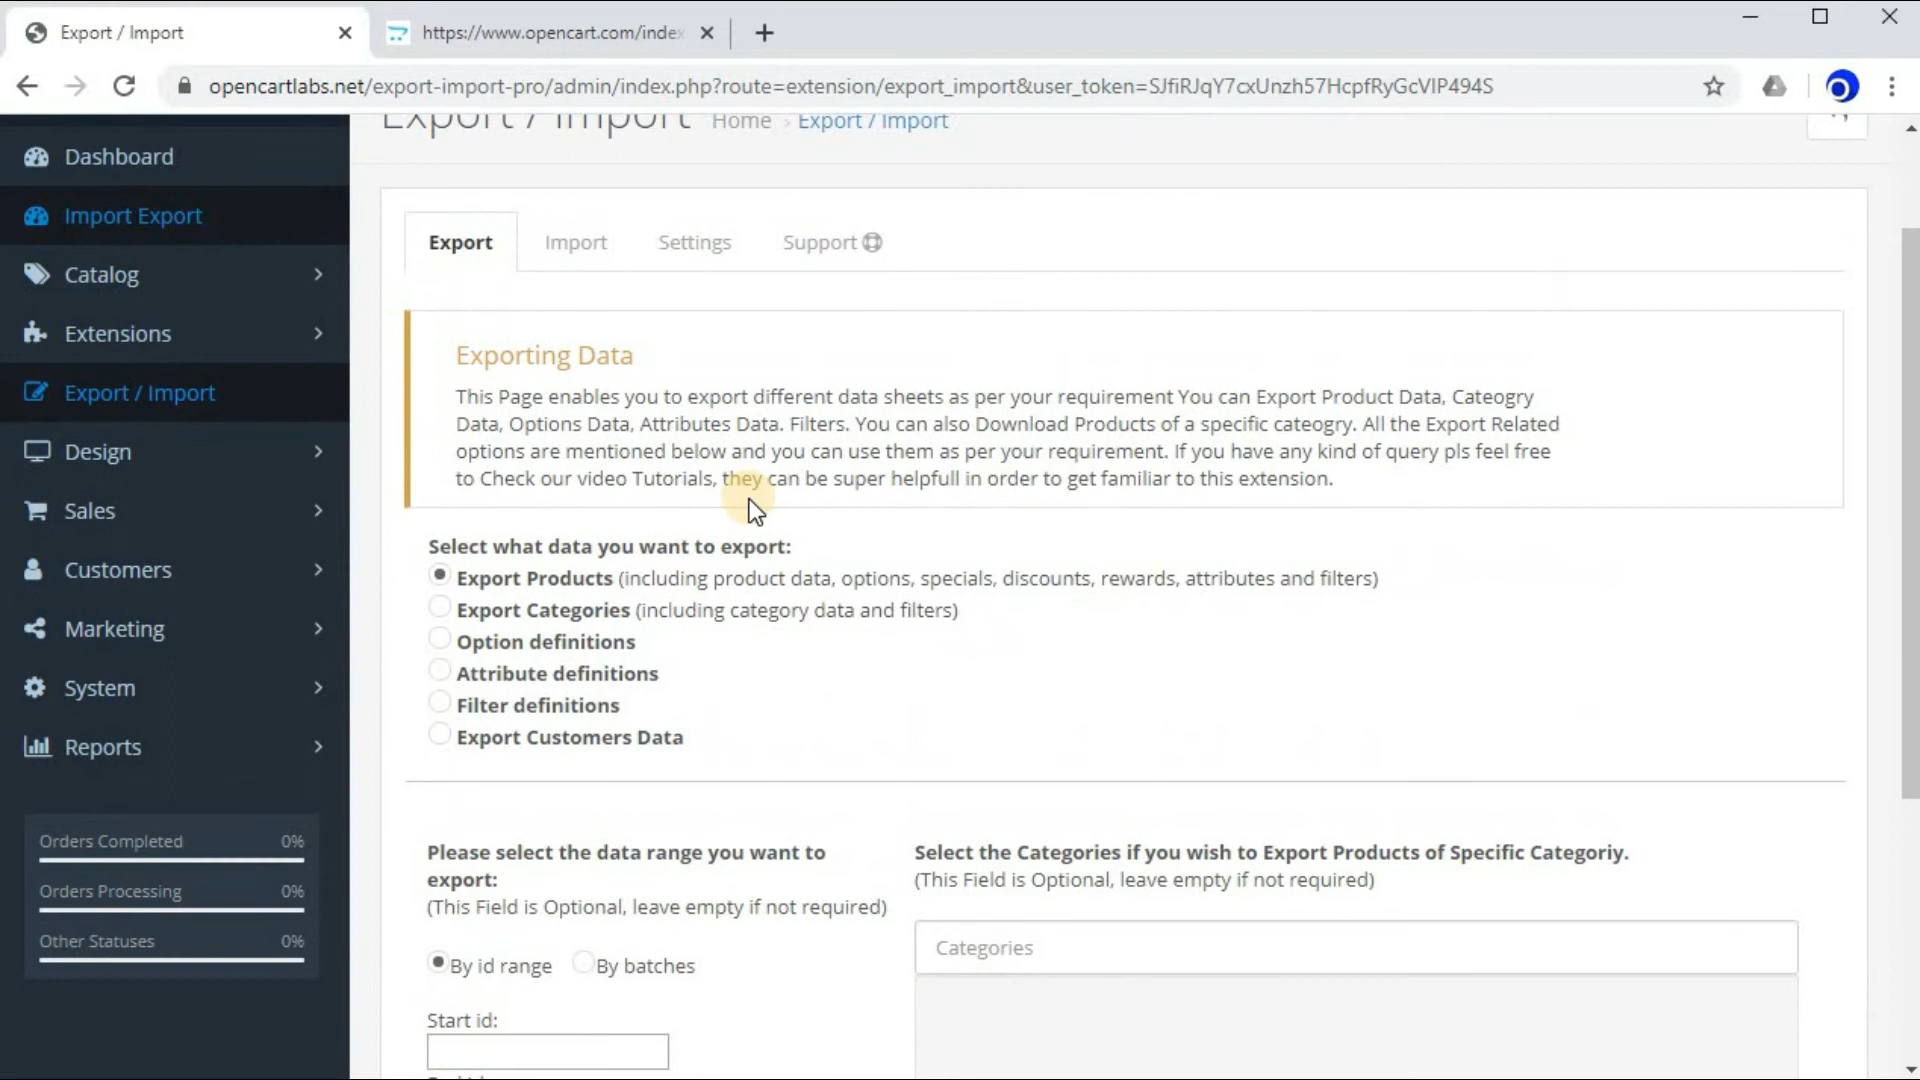 Export / Import
https://www.opencart.com/index
opencartlabs.net/export-import-pro/admin/index.php?route=extension/export_import&user_token=SJfiRJqY7cxUnzh57HcpfRyGcVIP494S
Export / Import Home > Export / Import
Dashboard
Import Export
Catalog
Extensions
Export / Import
Design
Sales
Customers
Marketing
System
Reports
Orders Completed 0%
Orders Processing 0%
Other Statuses 0%
Export Import Settings Support
Exporting Data
This Page enables you to export different data sheets as per your requirement You can Export Product Data, Cateogry
Data, Options Data, Attributes Data. Filters. You can also Download Products of a specific cateogry. All the Export Related
options are mentioned below and you can use them as per your requirement. If you have any kind of query pls feel free
to Check our video Tutorials, they can be super helpfull in order to get familiar to this extension.
Select what data you want to export:
Export Products (including product data, options, specials, discounts, rewards, attributes and filters)
Export Categories (including category data and filters)
Option definitions
Attribute definitions
Filter definitions
Export Customers Data
Please select the data range you want to
export:
(This Field is Optional, leave empty if not required)
By id range By batches
Start id:
Select the Categories if you wish to Export Products of Specific Categoriy.
(This Field is Optional, leave empty if not required)
Categories